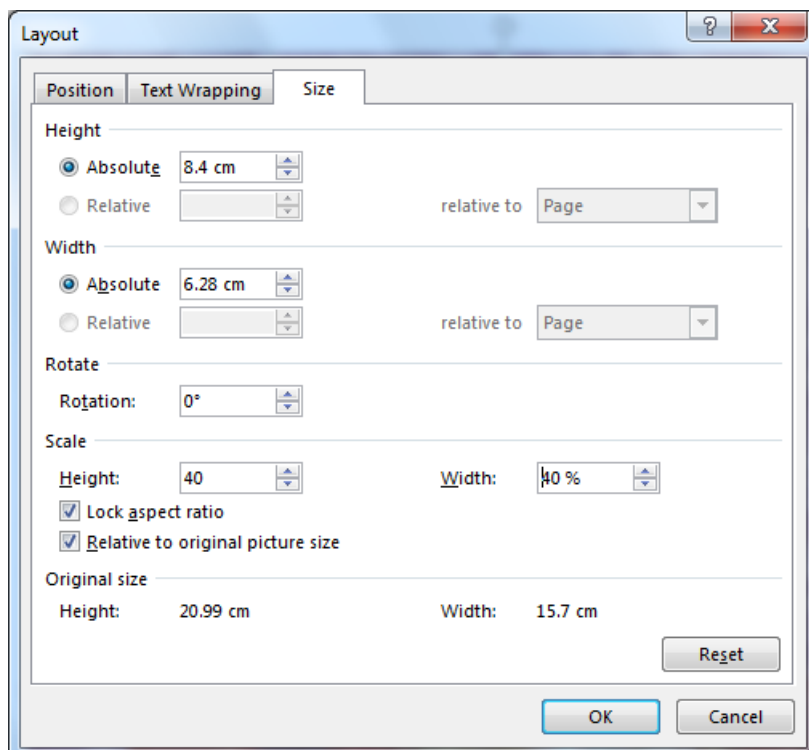 Layout
Position Text Wrapping Size
Height
Absolute 8.4 cm
Relative relative to Page
Width
Absolute 6.28 cm
Relative relative to Page
Rotate
Rotation: 0°
Scale
Height: 40 Width: 40 %
Lock aspect ratio
Relative to original picture size
Original size
Height: 20.99 cm Width: 15.7 cm
Reset
OK Cancel